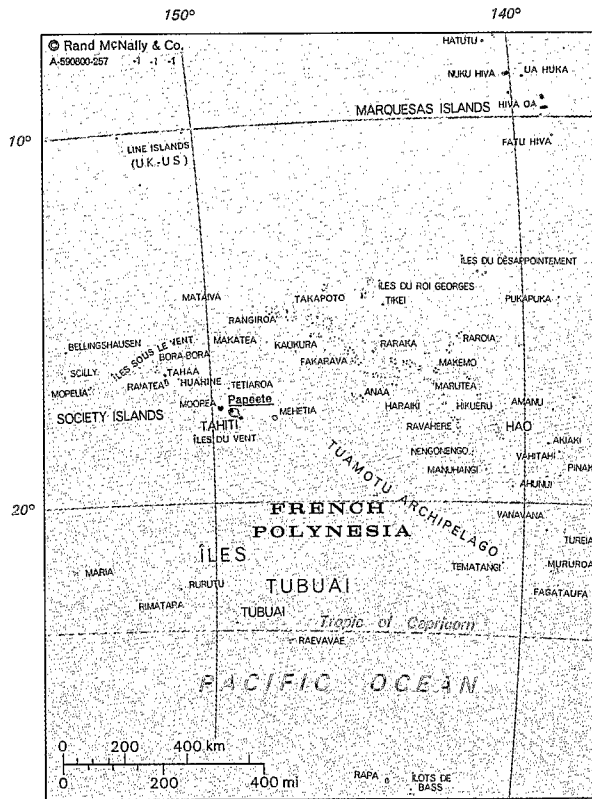 150°
140°
© Rand McNally & Co.
A-590800-257 -1 -1 -1
HATUTU
NUKU HIVA
UA HUKA
MARQUESAS ISLANDS
HIVA OA
10°
LINE ISLANDS
(U.K.-U.S)
FATU HIVA
ÎLES DU DÉSAPPOINTEMENT
ÎLES DU ROI GEORGES
MATAIVA
TAKAPOTO
TIKEI
PUKAPUKA
RANGIROA
BELLINGSHAUSEN
ÎLES SOUS LE VENT
MAKATEA
KAUKURA
RARAKA
RAROIA
BORA-BORA
FAKARAVA
MAKEMO
SCILLY
TAHAA
MOPELIA
RAIATEA
HUAHINE
TETIAROA
ANAA
MARUTEA
SOCIETY ISLANDS
MOOREA
Papeete
MEHETIA
HARAIKI
HIKUERU
AMANU
TAHITI
ÎLES DU VENT
RAVAHERE
HAO
AKIAKI
NENGONENGO
VAHITAHI
MANUHANGI
PINAK
AHUNUI
TUAMOTU ARCHIPELAGO
20°
FRENCH
POLYNESIA
VANAVANA
TUREIA
ÎLES
TUBUAI
MARIA
TEMATANGI
MURUROA
RURUTU
RIMATARA
TUBUAI
FAGATAUFA
Tropic of Capricorn
RAEVAVAE
PACIFIC OCEAN
0 200 400 km
0 200 400 mi
RAPA
ÎLOTS DE
BASS